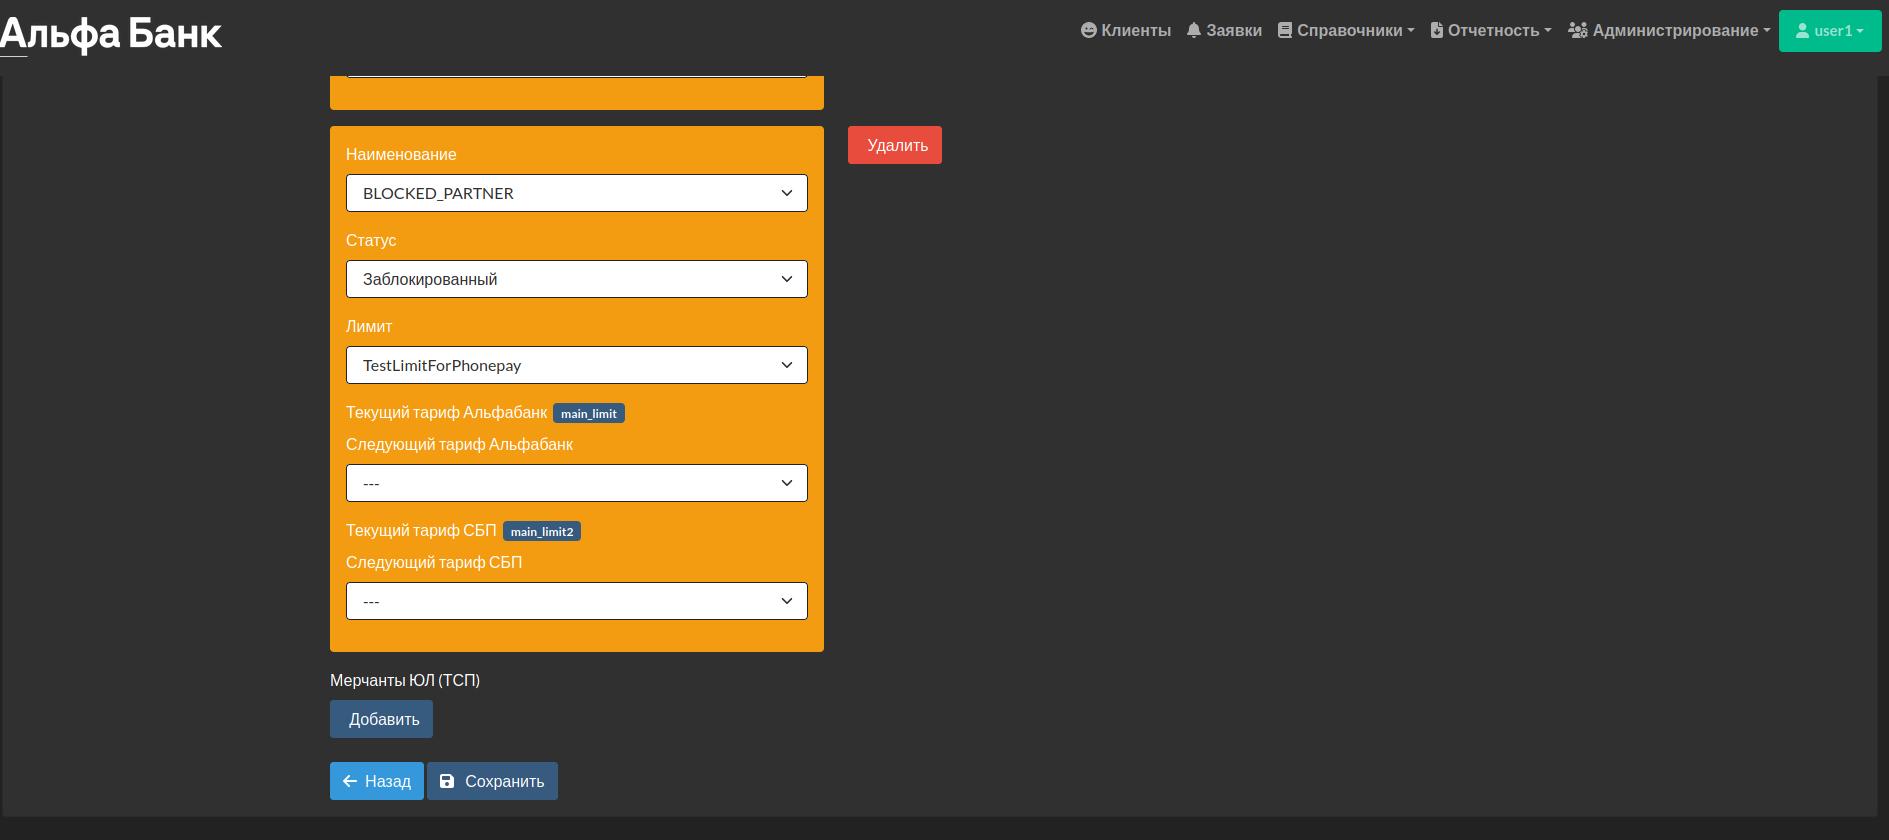 Альфа Банк
Клиенты Заявки Справочники Отчетность Администрирование user1
Наименование
Удалить
BLOCKED_PARTNER
Статус
Заблокированный
Лимит
TestLimitForPhonepay
Текущий тариф Альфабанк main_limit
Следующий тариф Альфабанк
---
Текущий тариф СБП main_limit2
Следующий тариф СБП
---
Мерчанты ЮЛ (ТСП)
Добавить
Назад Сохранить